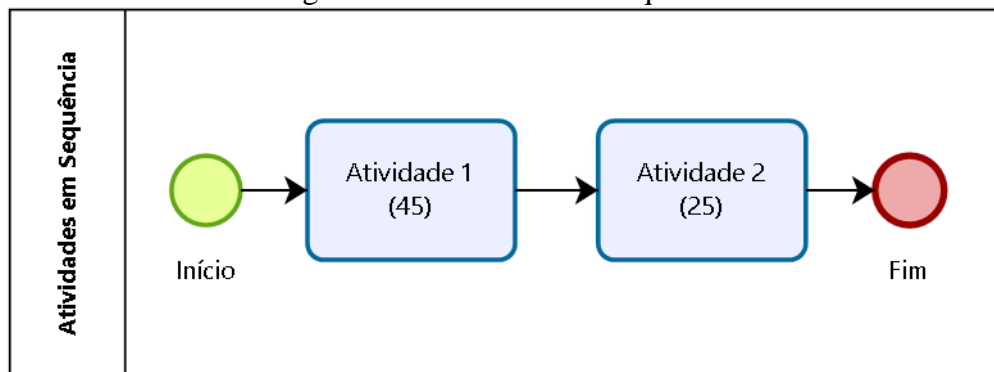 Atividades em Sequência
Início
Atividade 1
(45)
Atividade 2
(25)
Fim